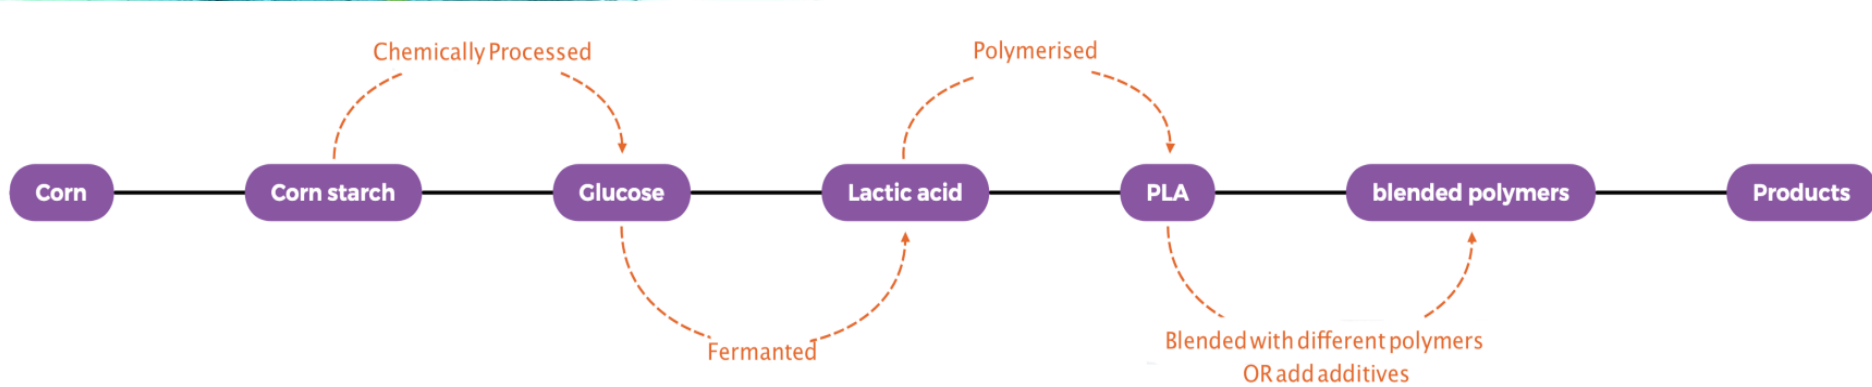 Chemically Processed
Polymerised
Corn
Corn starch
Glucose
Lactic acid
PLA
blended polymers
Products
Fermanted
Blended with different polymers
OR add additives